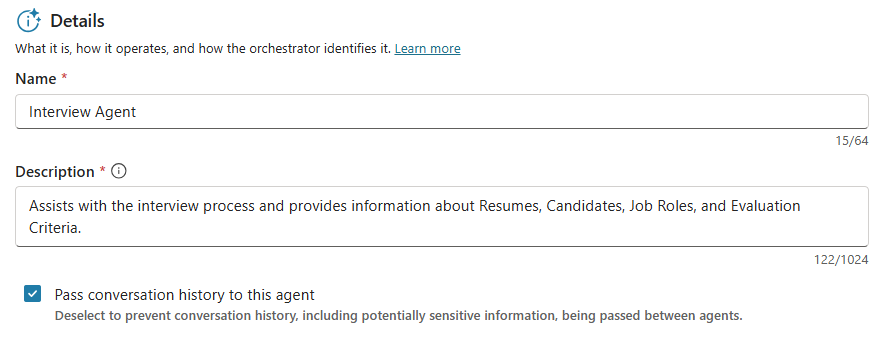 Details
What it is, how it operates, and how the orchestrator identifies it. Learn more
Name *
Interview Agent
15/64
Description *
Assists with the interview process and provides information about Resumes, Candidates, Job Roles, and Evaluation
Criteria.
122/1024
Pass conversation history to this agent
Deselect to prevent conversation history, including potentially sensitive information, being passed between agents.